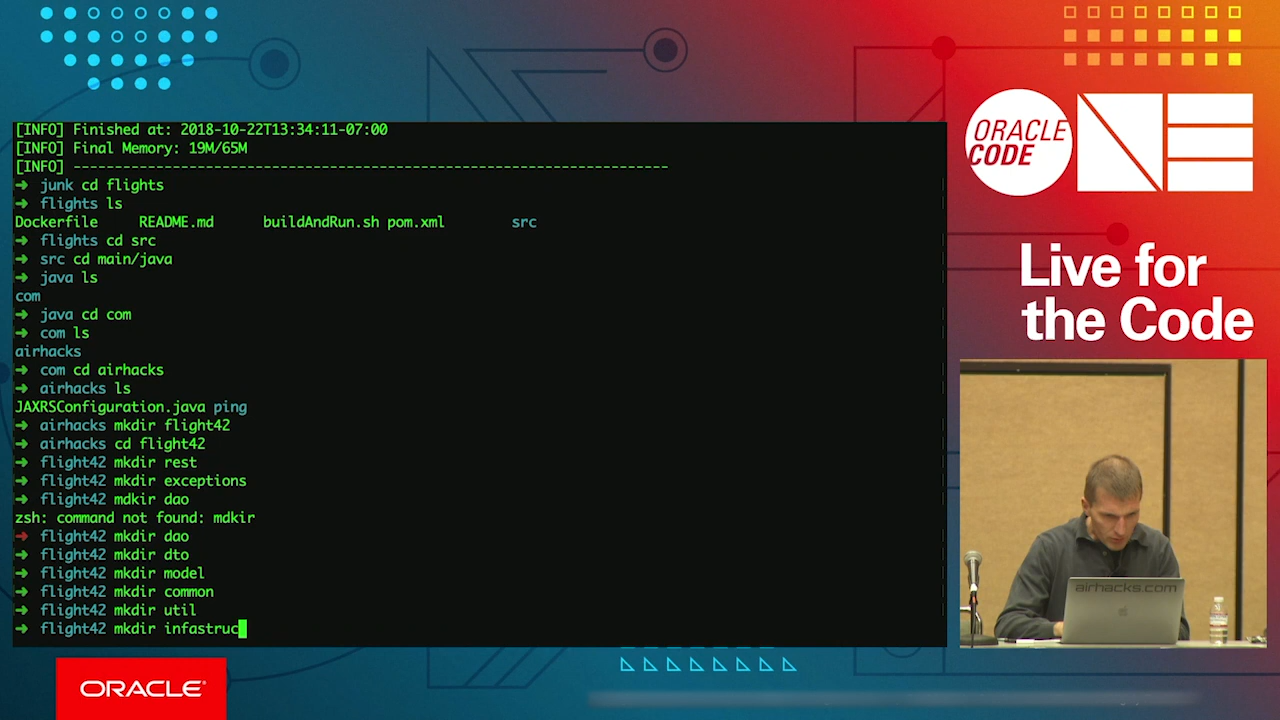 [INFO] Finished at: 2018-10-22T13:34:11-07:00
[INFO] Final Memory: 19M/65M
[INFO] ------------------------------------------------------------------------
➜ junk cd flights
➜ flights ls
Dockerfile README.md buildAndRun.sh pom.xml src
➜ flights cd src
➜ src cd main/java
➜ java ls
com
➜ java cd com
➜ com ls
airhacks
➜ com cd airhacks
➜ airhacks ls
JAXRSConfiguration.java ping
➜ airhacks mkdir flight42
➜ airhacks cd flight42
➜ flight42 mkdir rest
➜ flight42 mkdir exceptions
➜ flight42 mdkir dao
zsh: command not found: mdkir
➜ flight42 mkdir dao
➜ flight42 mkdir dto
➜ flight42 mkdir model
➜ flight42 mkdir common
➜ flight42 mkdir util
➜ flight42 mkdir infastruc
ORACLE
CODE
ONE
Live for
the Code
airhacks.com
ORACLE®